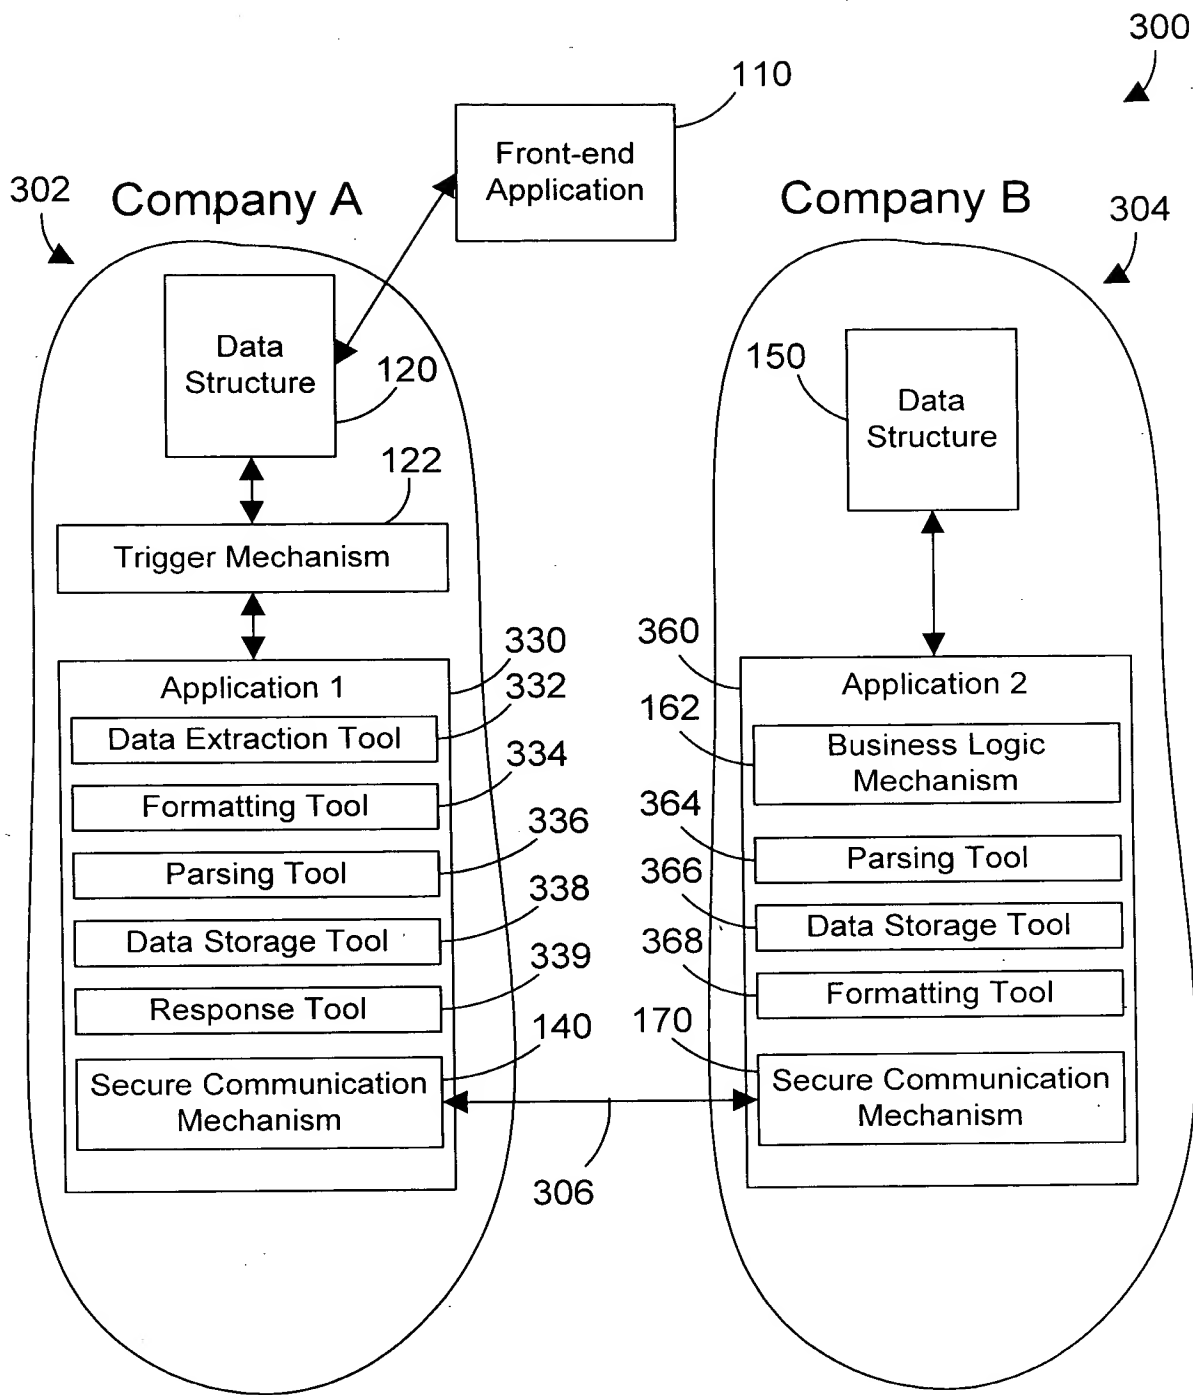 300
110
Front-end
Application
302
Company A
Company B
304
Data
Structure
120
150
Data
Structure
122
Trigger Mechanism
330
Application 1
332
Data Extraction Tool
334
Formatting Tool
336
Parsing Tool
338
Data Storage Tool
339
Response Tool
140
Secure Communication
Mechanism
360
Application 2
162
Business Logic
Mechanism
364
Parsing Tool
366
Data Storage Tool
368
Formatting Tool
170
Secure Communication
Mechanism
306